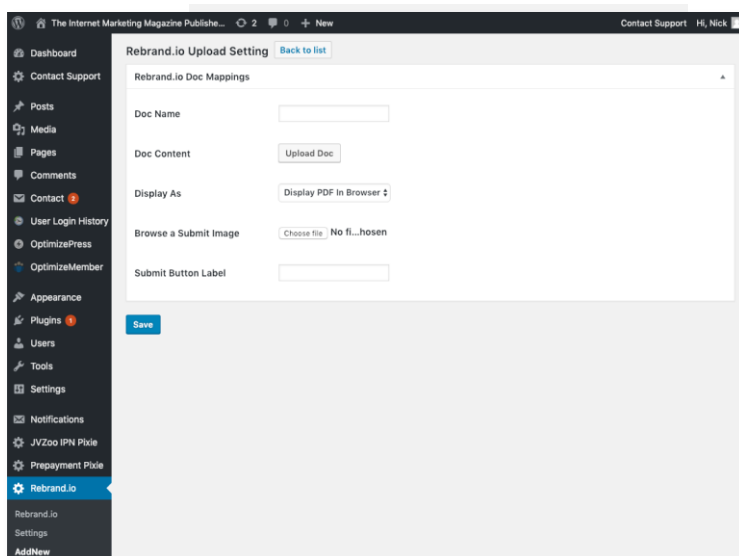 The Internet Marketing Magazine Publishe... 2 0 + New Contact Support Hi, Nick
Dashboard
Contact Support
Posts
Media
Pages
Comments
Contact 2
User Login History
OptimizePress
OptimizeMember
Appearance
Plugins 1
Users
Tools
Settings
Notifications
JVZoo IPN Pixie
Prepayment Pixie
Rebrand.io
Rebrand.io
Settings
AddNew
Rebrand.io Upload Setting Back to list
Rebrand.io Doc Mappings
Doc Name
Doc Content Upload Doc
Display As Display PDF In Browser
Browse a Submit Image Choose file No fi...hosen
Submit Button Label
Save